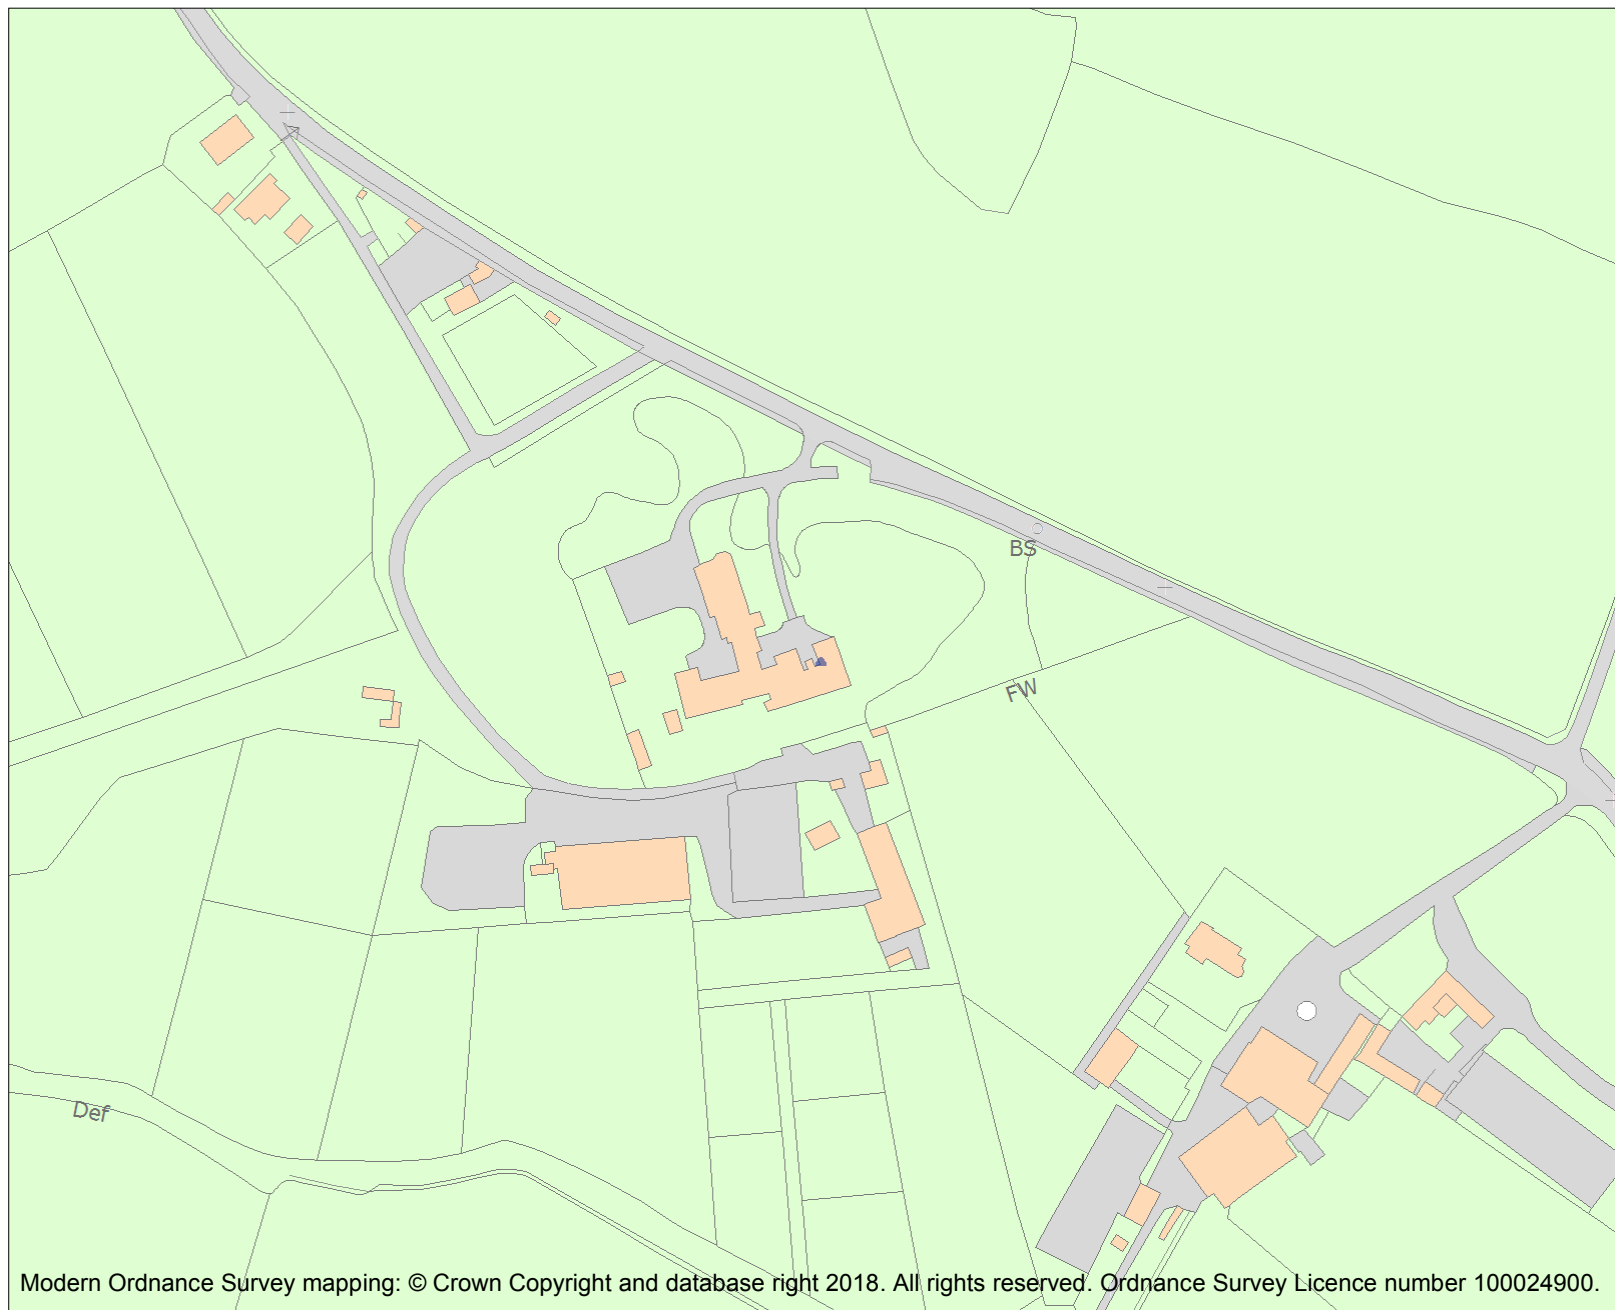 BS
FW
Def
Modern Ordnance Survey mapping: © Crown Copyright and database right 2018. All rights reserved. Ordnance Survey Licence number 100024900.